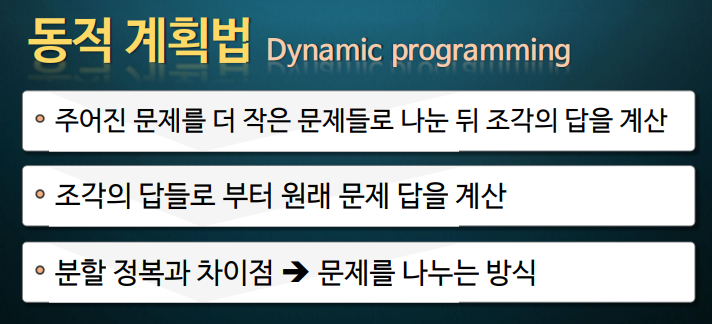 동적 계획법 Dynamic programming
• 주어진 문제를 더 작은 문제들로 나눈 뒤 조각의 답을 계산
• 조각의 답들로 부터 원래 문제 답을 계산
• 분할 정복과 차이점 ➔ 문제를 나누는 방식